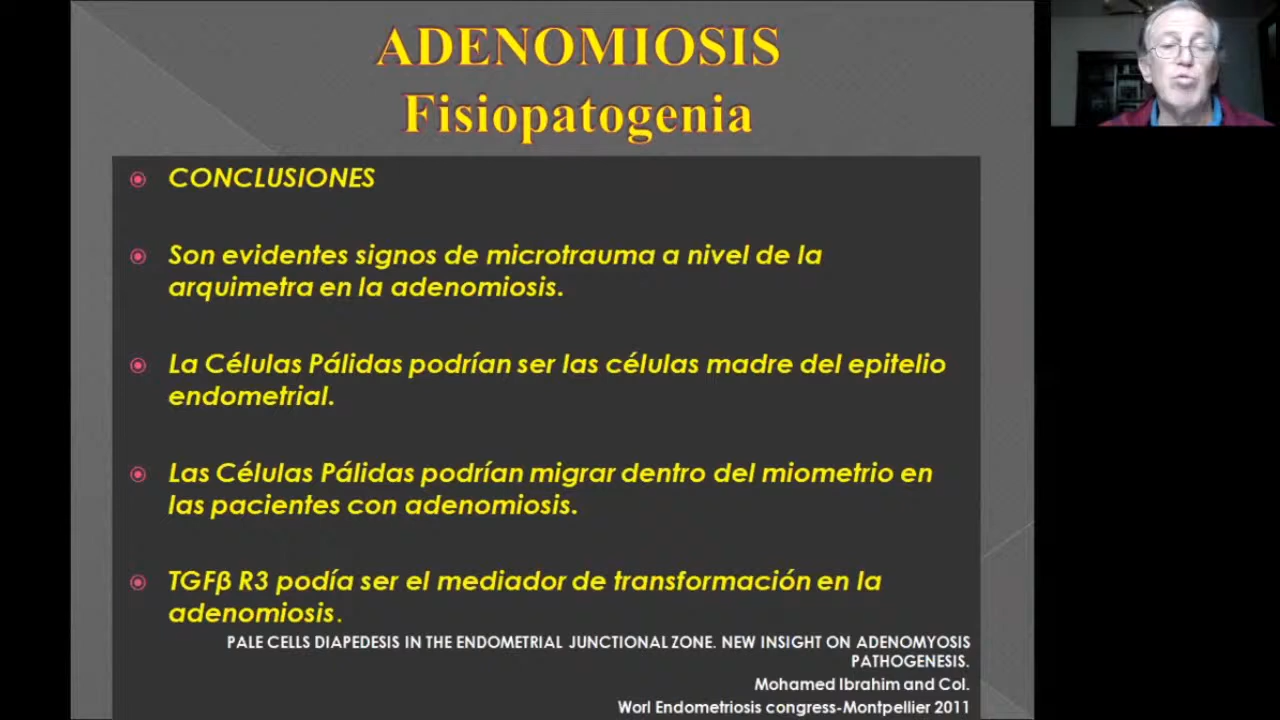 ADENOMIOSIS
Fisiopatogenia
CONCLUSIONES
Son evidentes signos de microtrauma a nivel de la
arquimetra en la adenomiosis.
La Células Pálidas podrían ser las células madre del epitelio
endometrial.
Las Células Pálidas podrían migrar dentro del miometrio en
las pacientes con adenomiosis.
TGFβ R3 podía ser el mediador de transformación en la
adenomiosis.
PALE CELLS DIAPEDESIS IN THE ENDOMETRIAL JUNCTIONAL ZONE. NEW INSIGHT ON ADENOMYOSIS
PATHOGENESIS.
Mohamed Ibrahim and Col.
Worl Endometriosis congress-Montpellier 2011